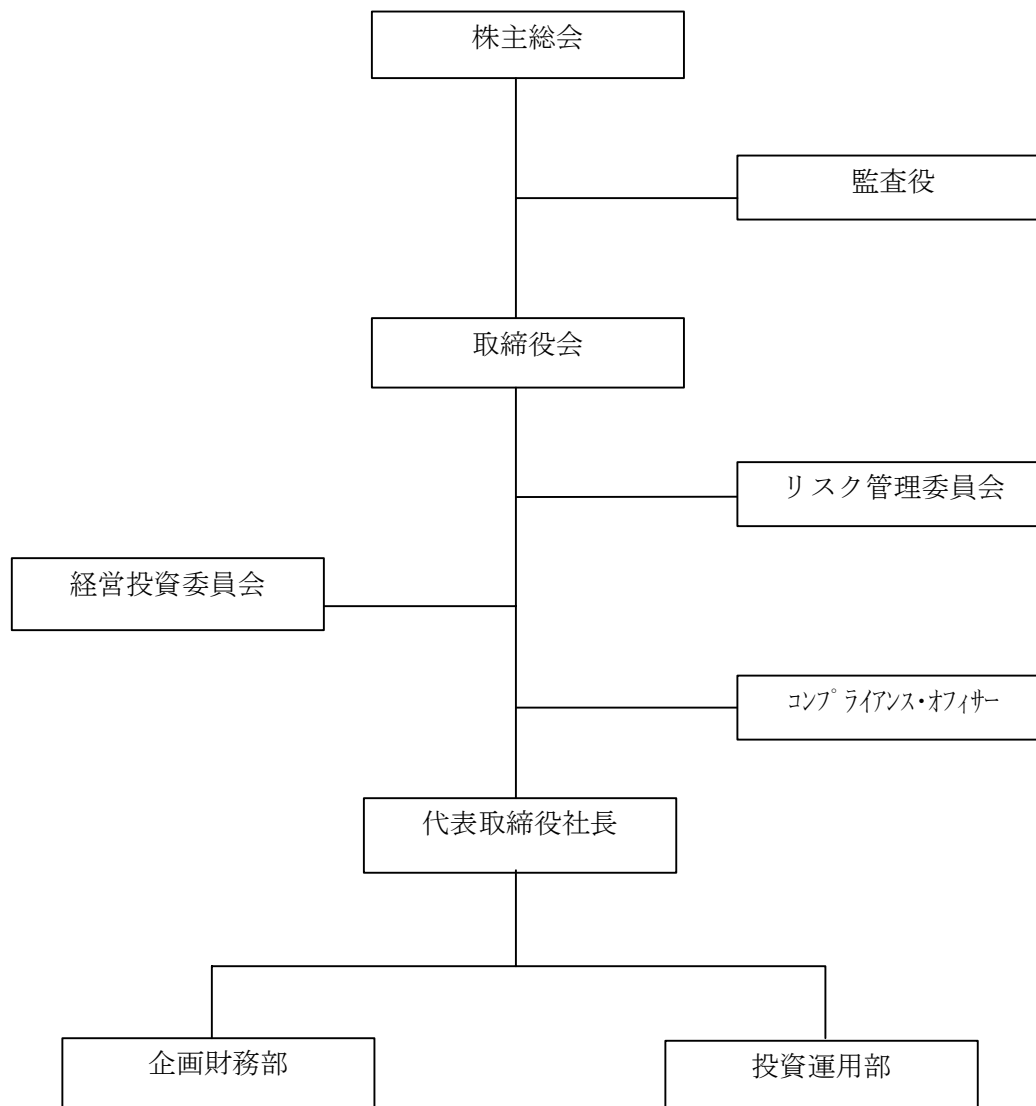 株主総会
監査役
取締役会
リスク管理委員会
経営投資委員会
コンプライアンス・オフィサー
代表取締役社長
企画財務部
投資運用部